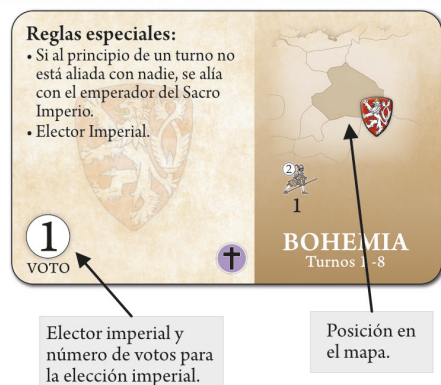 Reglas especiales:
• Si al principio de un turno no
está aliada con nadie, se alía
con el emperador del Sacro
Imperio.
• Elector Imperial.
2
1
1
VOTO
BOHEMIA
Turnos 1-8
Elector imperial y
número de votos para
la elección imperial.
Posición en
el mapa.